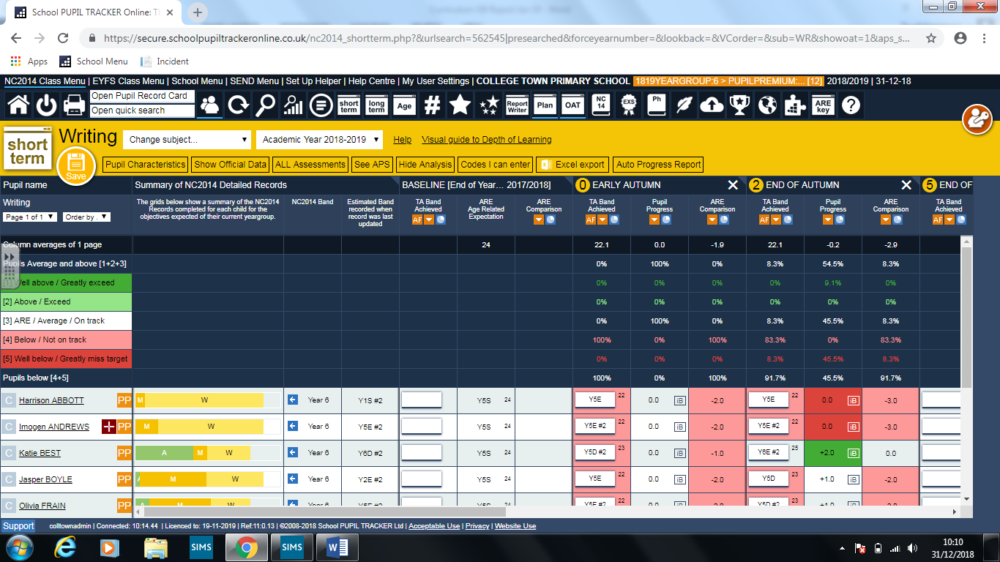 School PUPIL TRACKER Online: Th
https://secure.schoolpupiltrackeronline.co.uk/nc2014_shortterm.php?&urlsearch=562545|presearched&forceyearnumber=&lookback=&VCorder=&sub=WR&showoat=1&aps_s...
Apps School Menu Incident
NC2014 Class Menu | EYFS Class Menu | School Menu | SEND Menu | Set Up Helper | Help Centre | My User Settings | COLLEGE TOWN PRIMARY SCHOOL 1819YEARGROUP:6 > PUPILPREMIUM:... [12] 2018/2019 | 31-12-18
Open Pupil Record Card
Open quick search
short term long term Age # Report Writer Plan OAT NC 14 EXS Ph ARE key ?
short term
Writing Change subject... Academic Year 2018-2019 Help Visual guide to Depth of Learning
Save
Pupil Characteristics Show Official Data ALL Assessments See APS Hide Analysis Codes I can enter Excel export Auto Progress Report
Pupil name Summary of NC2014 Detailed Records BASELINE [End of Year... 2017/2018] 0 EARLY AUTUMN 2 END OF AUTUMN 5 END OF
Writing
Page 1 of 1 Order by .
The grids below show a summary of the NC2014 Records completed for each child for the objectives expected of their current yeargroup.
NC2014 Band
Estimated Band recorded when record was last updated
TA Band Achieved AF
ARE Age Related Expectation
ARE Comparison
TA Band Achieved AF
Pupil Progress
ARE Comparison
TA Band Achieved AF
Pupil Progress
ARE Comparison
TA Band Achieved AF
Column averages of 1 page 24 22.1 0.0 -1.9 22.1 -0.2 -2.9
Pupils Average and above [1+2+3] 0% 100% 0% 8.3% 54.5% 8.3%
[1] Well above / Greatly exceed 0% 0% 0% 0% 9.1% 0%
[2] Above / Exceed 0% 0% 0% 0% 0% 0%
[3] ARE / Average / On track 0% 100% 0% 8.3% 45.5% 8.3%
[4] Below / Not on track 100% 0% 100% 83.3% 0% 83.3%
[5] Well below / Greatly miss target 0% 0% 0% 8.3% 45.5% 8.3%
Pupils below [4+5] 100% 0% 100% 91.7% 45.5% 91.7%
C Harrison ABBOTT PP M W Year 6 Y1S #2 Y5S 24 Y5E 22 0.0 iB -2.0 Y5E 22 0.0 iB -3.0
C Imogen ANDREWS PP M W Year 6 Y5E #2 Y5S 24 Y5E #2 22 0.0 iB -2.0 Y5E #2 22 0.0 iB -3.0
C Katie BEST PP A M W Year 6 Y6D #2 Y5S 24 Y5D #2 23 0.0 iB -1.0 Y6E #2 25 +2.0 iB 0.0
C Jasper BOYLE PP A M W Year 6 Y2E #2 Y5S 24 Y5E 22 0.0 iB -2.0 Y5D 23 +1.0 iB -2.0
C Olivia FRAIN PP A M W Year 6 Y5E #2 22 0.0 iB -2.0 Y5D #2 23 +1.0 iB -2.0
Support colltownadmin | Connected: 10:14.44 | Licenced to: 19-11-2019 | Ref:11:0.13 | ©2008-2018 School PUPIL TRACKER Ltd | Acceptable Use | Privacy | Website Use
SIMS SIMS W
10:10
31/12/2018